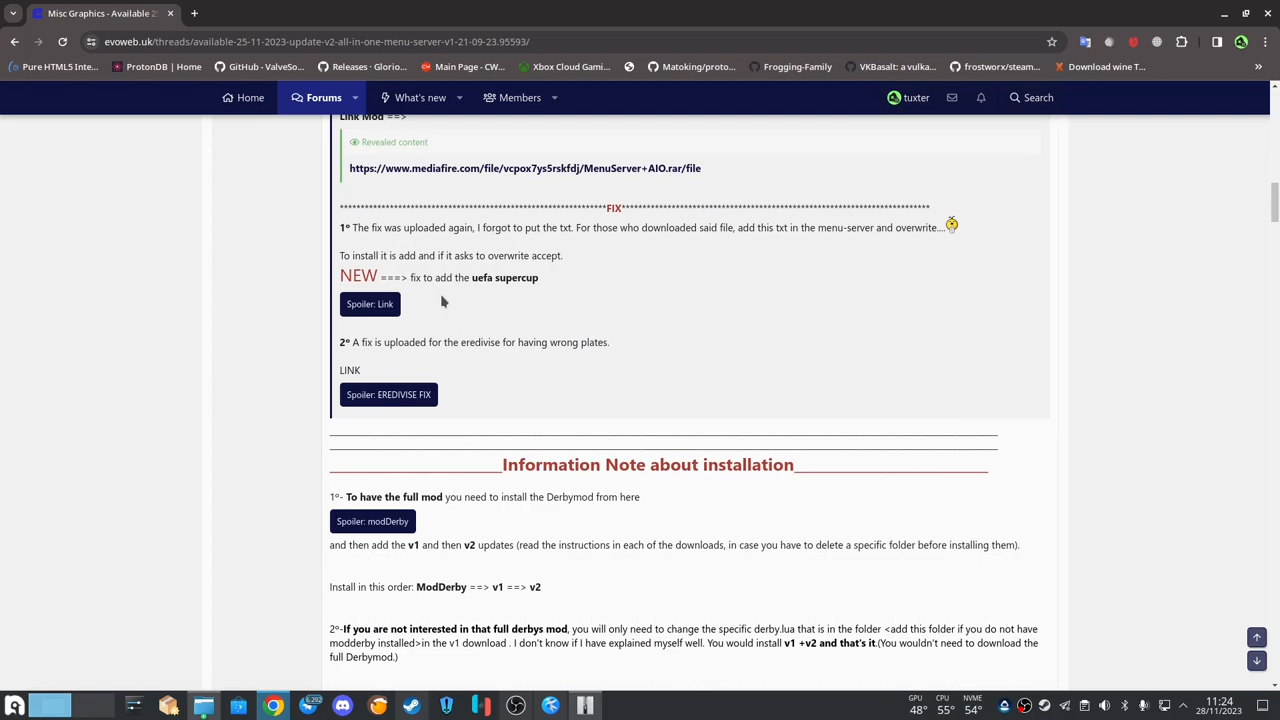 Misc Graphics - Availabl
evoweb.uk/threads/available-25-11-2023-update-v2-all-in-one-menu-server-v1-21-09-23.95593/
Pure HTML5 Inte...
ProtonDB | Home
GitHub - ValveSo...
Releases · Glorio...
Main Page - CW...
Xbox Cloud Gami...
Matoking/proto...
Frogging-Family
VKBasalt: a vulka...
frostworx/steam...
Download wine T...
Home
Forums
What's new
Members
tuxter
Search
Link Mod ==>
Revealed content
https://www.mediafire.com/file/vcpox7ys5rskfdj/MenuServer+AIO.rar/file
****************************************************************FIX**************************************************************************
1º The fix was uploaded again, I forgot to put the txt. For those who downloaded said file, add this txt in the menu-server and overwrite....
To install it is add and if it asks to overwrite accept.
NEW ===> fix to add the uefa supercup
Spoiler: Link
2º A fix is uploaded for the eredivise for having wrong plates.
LINK
Spoiler: EREDIVISE FIX
Information Note about installation
1º- To have the full mod you need to install the Derbymod from here
Spoiler: modDerby
and then add the v1 and then v2 updates (read the instructions in each of the downloads, in case you have to delete a specific folder before installing them).
Install in this order: ModDerby ==> v1 ==> v2
2º-If you are not interested in that full derbys mod, you will only need to change the specific derby.lua that is in the folder <add this folder if you do not have
modderby installed>in the v1 download . I don't know if I have explained myself well. You would install v1 +v2 and that's it.(You wouldn't need to download the
full Derbymod.)
GPU CPU NVME
48° 55° 54°
11:24
28/11/2023